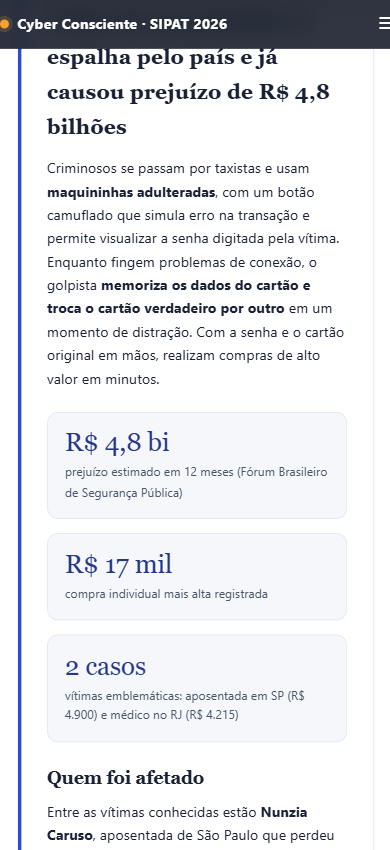 Cyber Consciente · SIPAT 2026
espalha pelo país e já
causou prejuízo de R$ 4,8
bilhões
Criminosos se passam por taxistas e usam
maquininhas adulteradas, com um botão
camuflado que simula erro na transação e
permite visualizar a senha digitada pela vítima.
Enquanto fingem problemas de conexão, o
golpista memoriza os dados do cartão e
troca o cartão verdadeiro por outro em um
momento de distração. Com a senha e o cartão
original em mãos, realizam compras de alto
valor em minutos.
R$ 4,8 bi
prejuízo estimado em 12 meses (Fórum Brasileiro
de Segurança Pública)
R$ 17 mil
compra individual mais alta registrada
2 casos
vítimas emblemáticas: aposentada em SP (R$
4.900) e médico no RJ (R$ 4.215)
Quem foi afetado
Entre as vítimas conhecidas estão Nunzia
Caruso, aposentada de São Paulo que perdeu